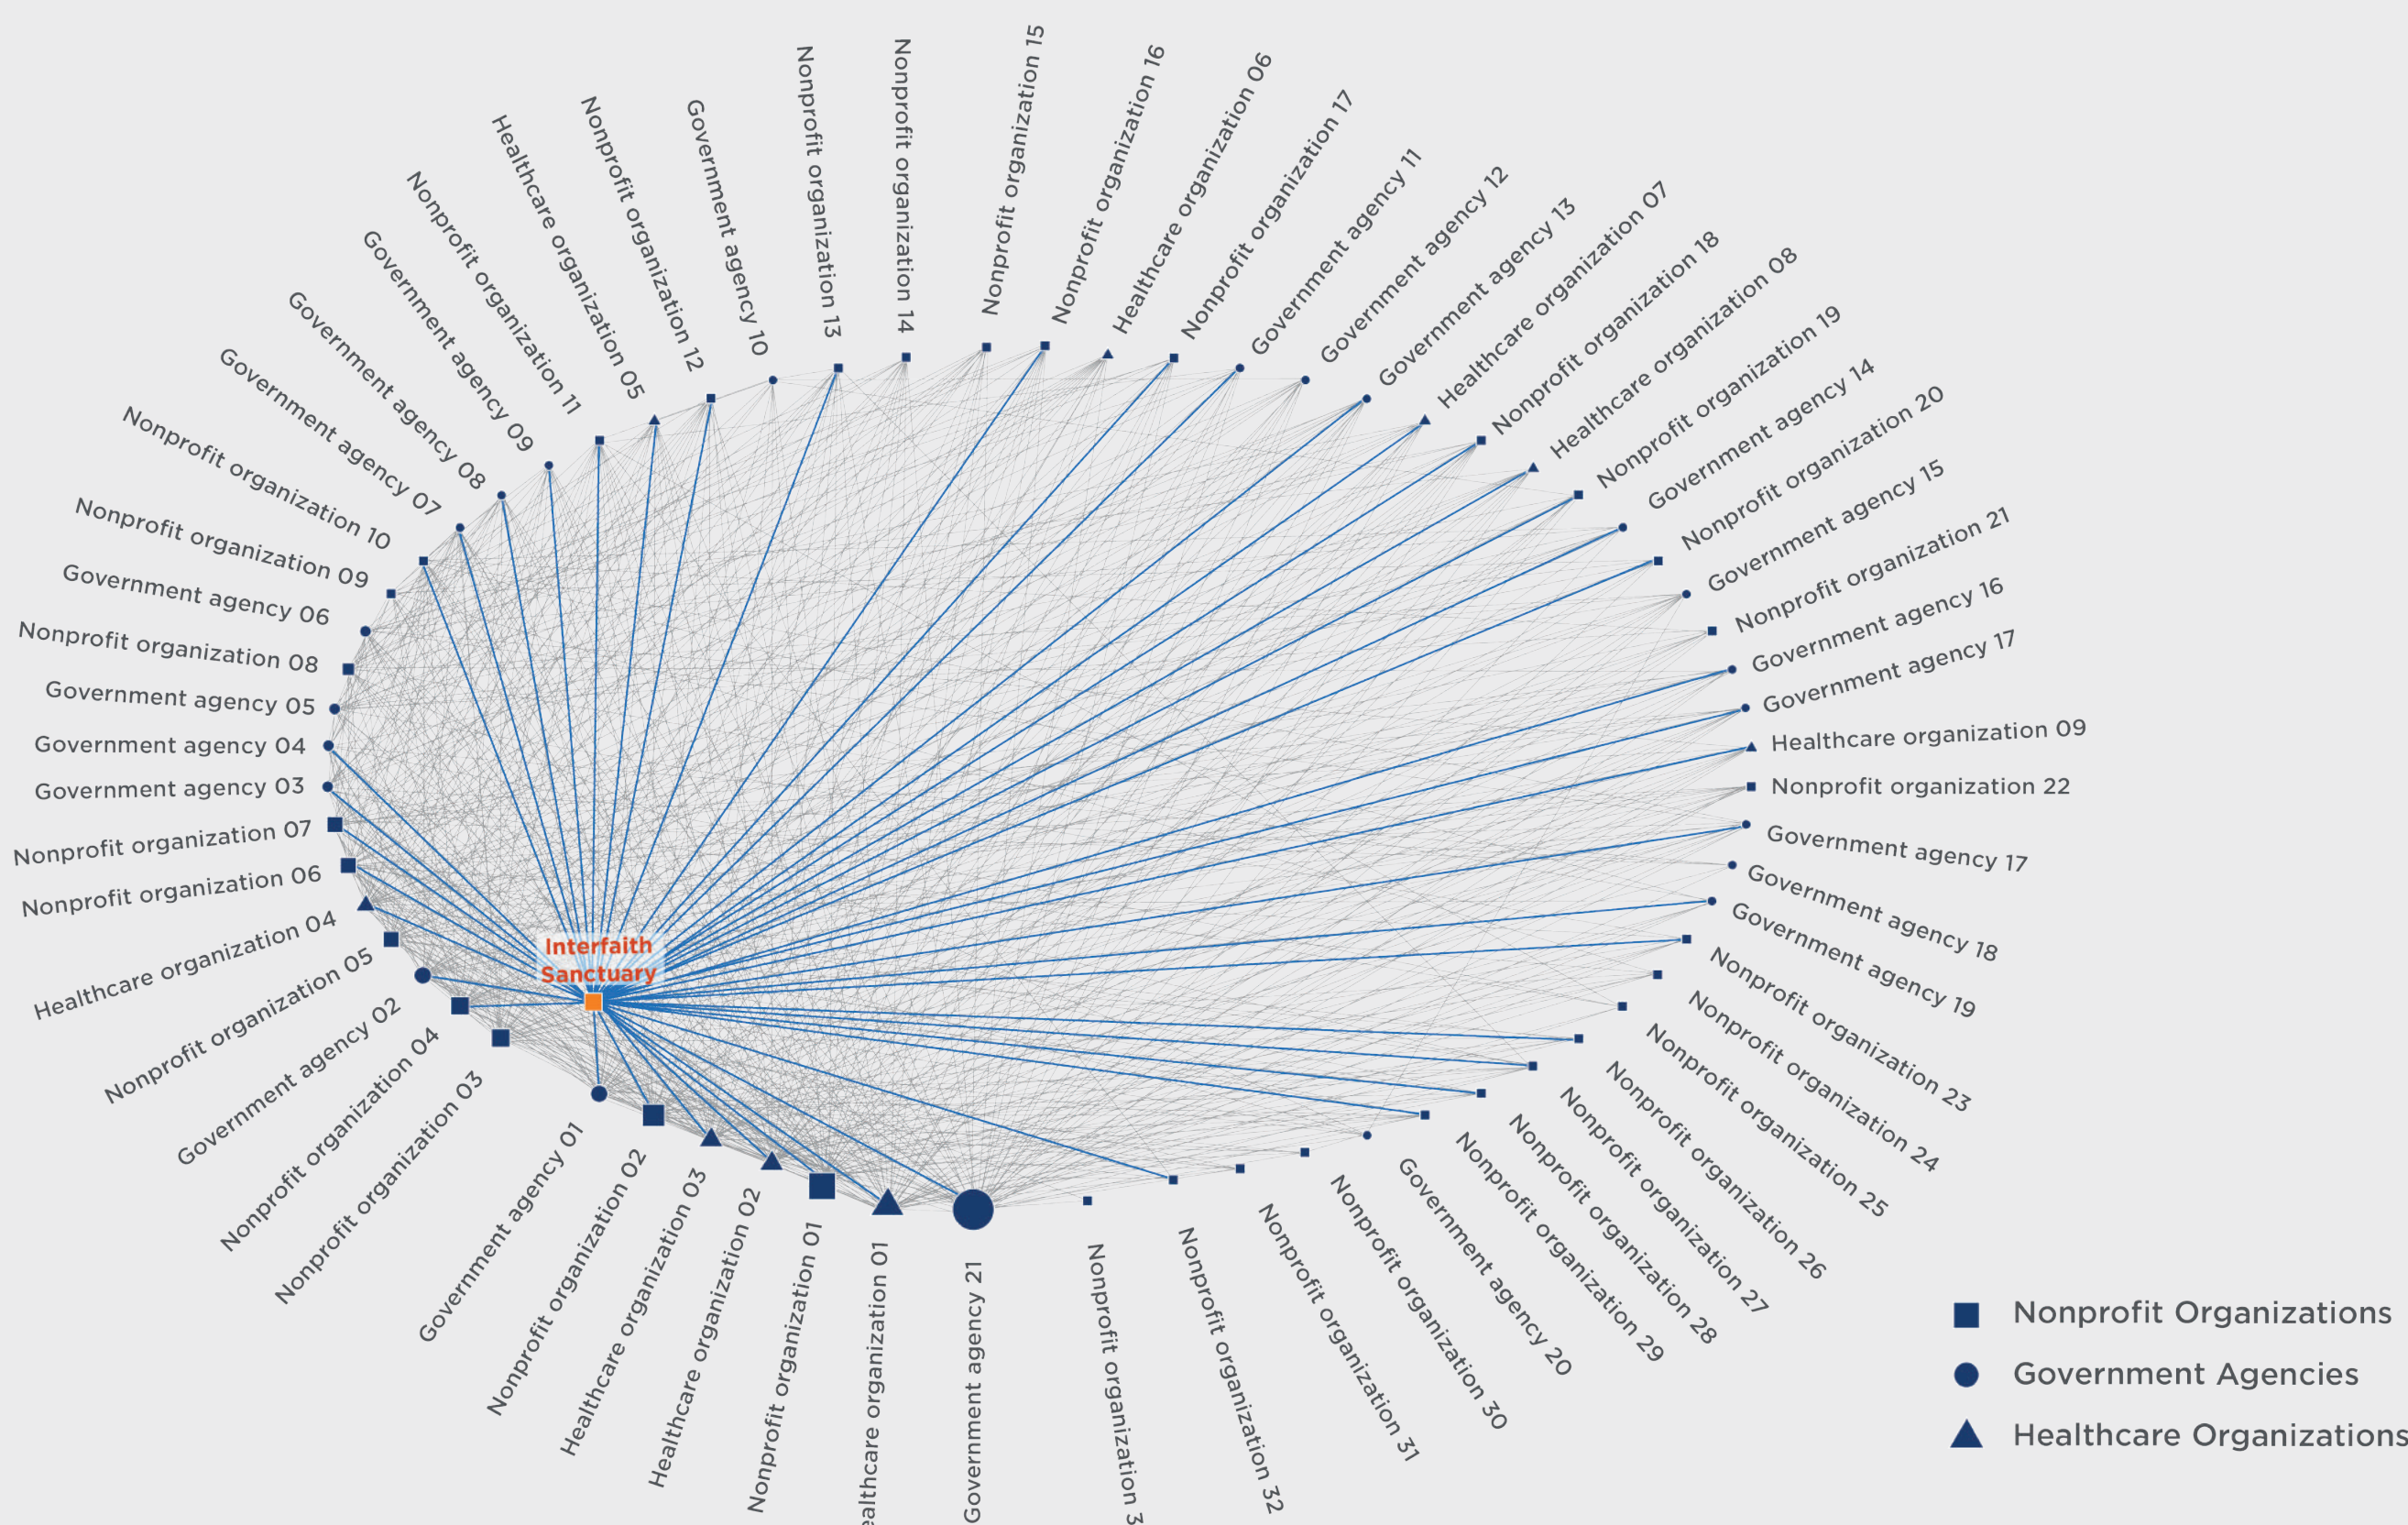 Nonprofit organization 15
Nonprofit organization 14
Nonprofit organization 13
Nonprofit organization 16
Healthcare organization 06
Nonprofit organization 17
Government agency 10
Nonprofit organization 12
Healthcare organization 05
Government agency 11
Government agency 12
Government agency 13
Healthcare organization 07
Nonprofit organization 11
Government agency 09
Nonprofit organization 18
Healthcare organization 08
Government agency 08
Nonprofit organization 19
Government agency 07
Government agency 14
Nonprofit organization 20
Nonprofit organization 10
Government agency 15
Nonprofit organization 09
Nonprofit organization 21
Government agency 06
Government agency 16
Nonprofit organization 08
Government agency 17
Government agency 05
Healthcare organization 09
Government agency 04
Government agency 03
Nonprofit organization 22
Nonprofit organization 07
Government agency 17
Nonprofit organization 06
Government agency 18
Healthcare organization 04
Government agency 19
Interfaith
Sanctuary
Nonprofit organization 05
Nonprofit organization 23
Government agency 02
Nonprofit organization 24
Nonprofit organization 04
Nonprofit organization 25
Nonprofit organization 03
Nonprofit organization 26
Government agency 01
Nonprofit organization 27
Nonprofit organization 02
Nonprofit organization 28
Healthcare organization 03
Nonprofit organization 29
Healthcare organization 02
Government agency 20
Nonprofit organization 01
Nonprofit organization 30
ealthcare organization 01
Nonprofit organization 31
Government agency 21
Nonprofit organization 32
Nonprofit organization 3
Nonprofit Organizations
Government Agencies
Healthcare Organizations